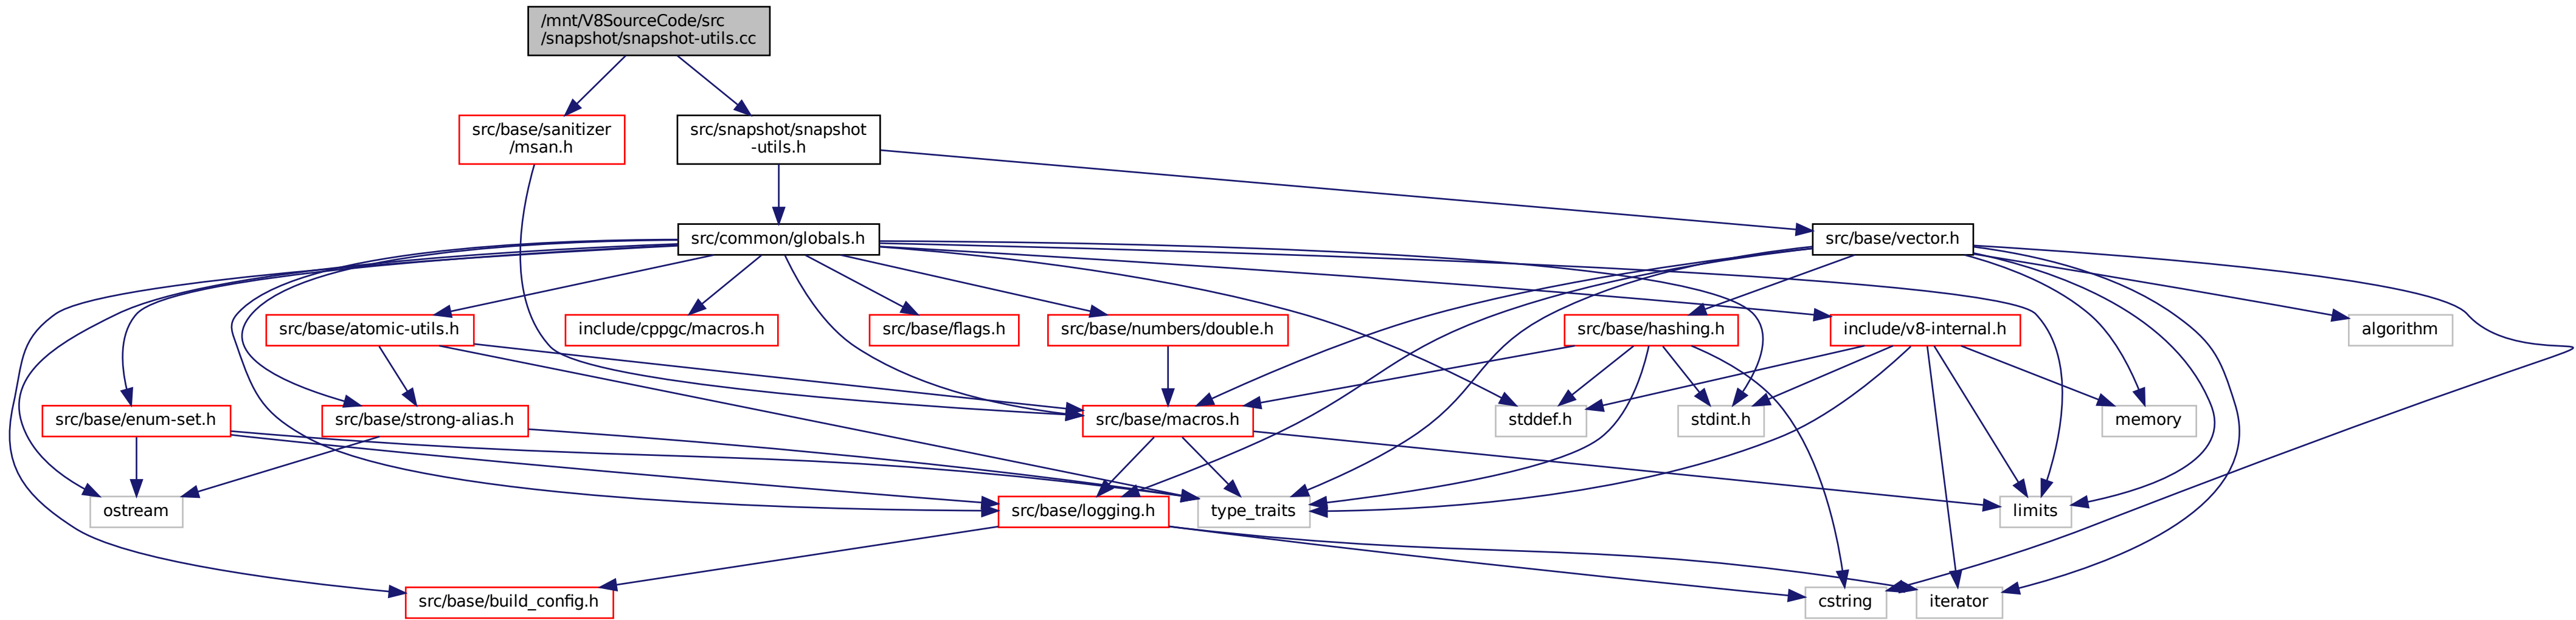 /mnt/V8SourceCode/src
/snapshot/snapshot-utils.cc
src/base/sanitizer
/msan.h
src/snapshot/snapshot
-utils.h
src/common/globals.h
src/base/vector.h
src/base/atomic-utils.h
include/cppgc/macros.h
src/base/flags.h
src/base/numbers/double.h
src/base/hashing.h
include/v8-internal.h
algorithm
src/base/enum-set.h
src/base/strong-alias.h
src/base/macros.h
stddef.h
stdint.h
memory
ostream
src/base/logging.h
type_traits
limits
src/base/build_config.h
cstring
iterator